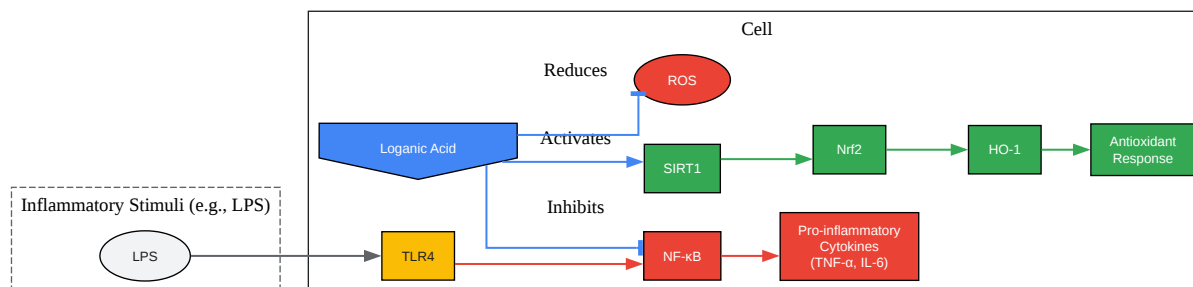 Cell
Reduces
ROS
Loganic Acid
Activates
SIRT1
Nrf2
HO-1
Antioxidant
Response
Inflammatory Stimuli (e.g., LPS)
LPS
TLR4
Inhibits
NF-κB
Pro-inflammatory
Cytokines
(TNF-α, IL-6)